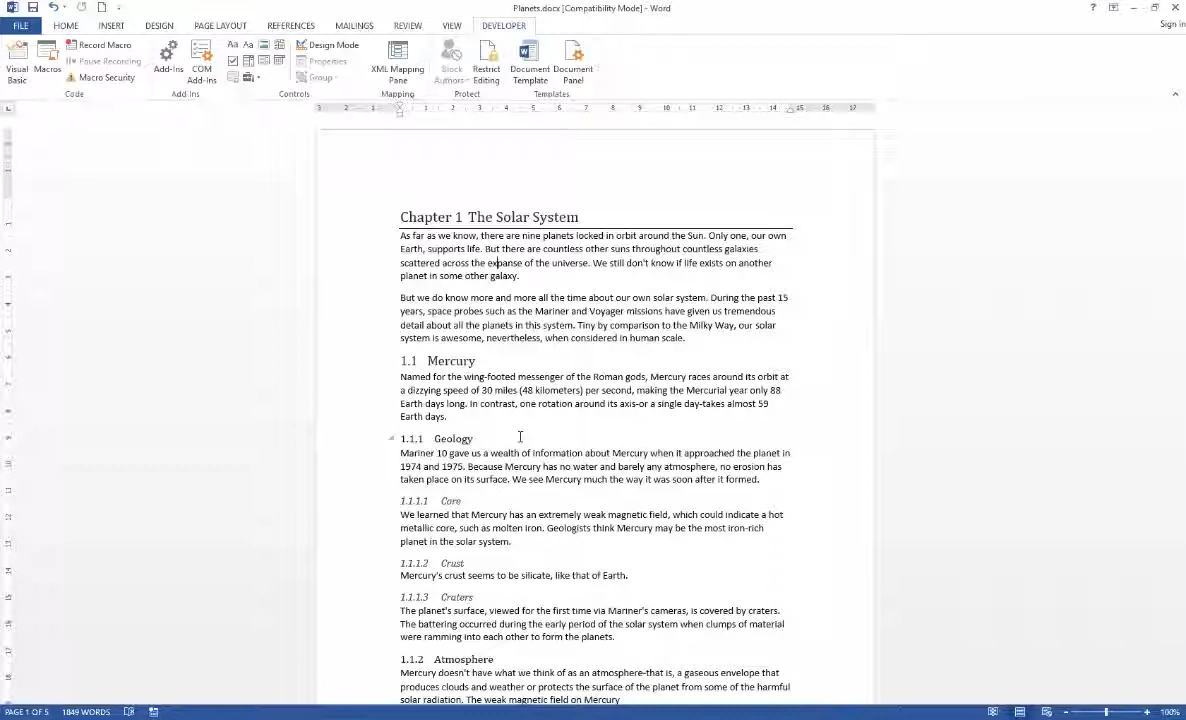 Planets.docx [Compatibility Mode] - Word
Sign in
FILE HOME INSERT DESIGN PAGE LAYOUT REFERENCES MAILINGS REVIEW VIEW DEVELOPER
Visual Basic
Macros
Record Macro
Pause Recording
Macro Security
Code
Add-Ins
COM Add-Ins
Add-Ins
Aa Aa
Design Mode
Properties
Group
Controls
XML Mapping Pane
Mapping
Block Authors
Restrict Editing
Protect
Document Template
Document Panel
Templates
3 2 1 1 2 3 4 5 6 7 8 9 10 11 12 13 14 15 16 17
Chapter 1 The Solar System
As far as we know, there are nine planets locked in orbit around the Sun. Only one, our own
Earth, supports life. But there are countless other suns throughout countless galaxies
scattered across the expanse of the universe. We still don't know if life exists on another
planet in some other galaxy.
But we do know more and more all the time about our own solar system. During the past 15
years, space probes such as the Mariner and Voyager missions have given us tremendous
detail about all the planets in this system. Tiny by comparison to the Milky Way, our solar
system is awesome, nevertheless, when considered in human scale.
1.1 Mercury
Named for the wing-footed messenger of the Roman gods, Mercury races around its orbit at
a dizzying speed of 30 miles (48 kilometers) per second, making the Mercurial year only 88
Earth days long. In contrast, one rotation around its axis-or a single day-takes almost 59
Earth days.
1.1.1 Geology
Mariner 10 gave us a wealth of information about Mercury when it approached the planet in
1974 and 1975. Because Mercury has no water and barely any atmosphere, no erosion has
taken place on its surface. We see Mercury much the way it was soon after it formed.
1.1.1.1 Core
We learned that Mercury has an extremely weak magnetic field, which could indicate a hot
metallic core, such as molten iron. Geologists think Mercury may be the most iron-rich
planet in the solar system.
1.1.1.2 Crust
Mercury's crust seems to be silicate, like that of Earth.
1.1.1.3 Craters
The planet's surface, viewed for the first time via Mariner's cameras, is covered by craters.
The battering occurred during the early period of the solar system when clumps of material
were ramming into each other to form the planets.
1.1.2 Atmosphere
Mercury doesn't have what we think of as an atmosphere-that is, a gaseous envelope that
produces clouds and weather or protects the surface of the planet from some of the harmful
solar radiation. The weak magnetic field on Mercury
PAGE 1 OF 5 1849 WORDS
100%